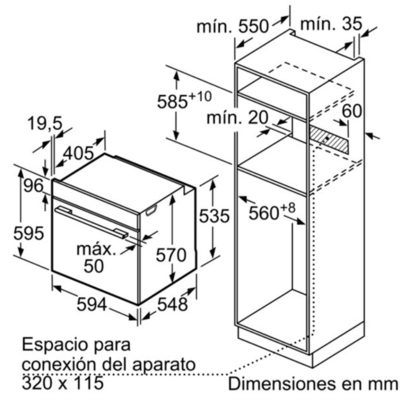 mín. 550
mín. 35
585+10
60
mín. 20
19,5
405
96
560+8
535
595
máx.
50
570
594
548
Espacio para
conexión del aparato
320 x 115
Dimensiones en mm